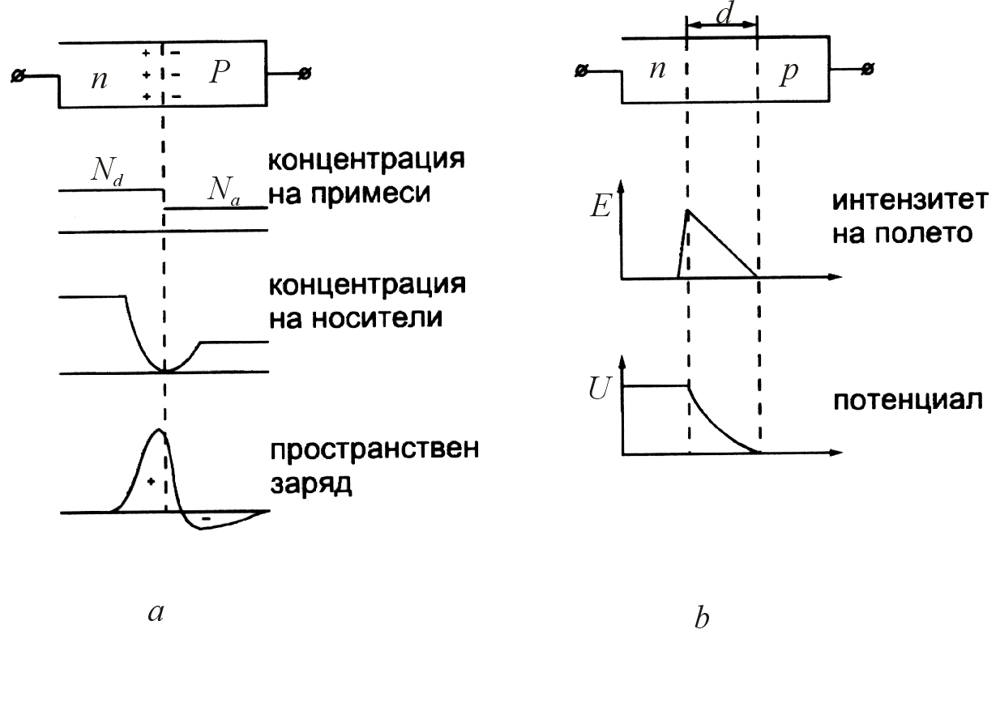 n + - P
+ -
+ -
N_d
N_a
концентрация
на примеси
концентрация
на носители
пространствен
заряд
+
-
a
d
n p
E
интензитет
на полето
U
потенциал
b